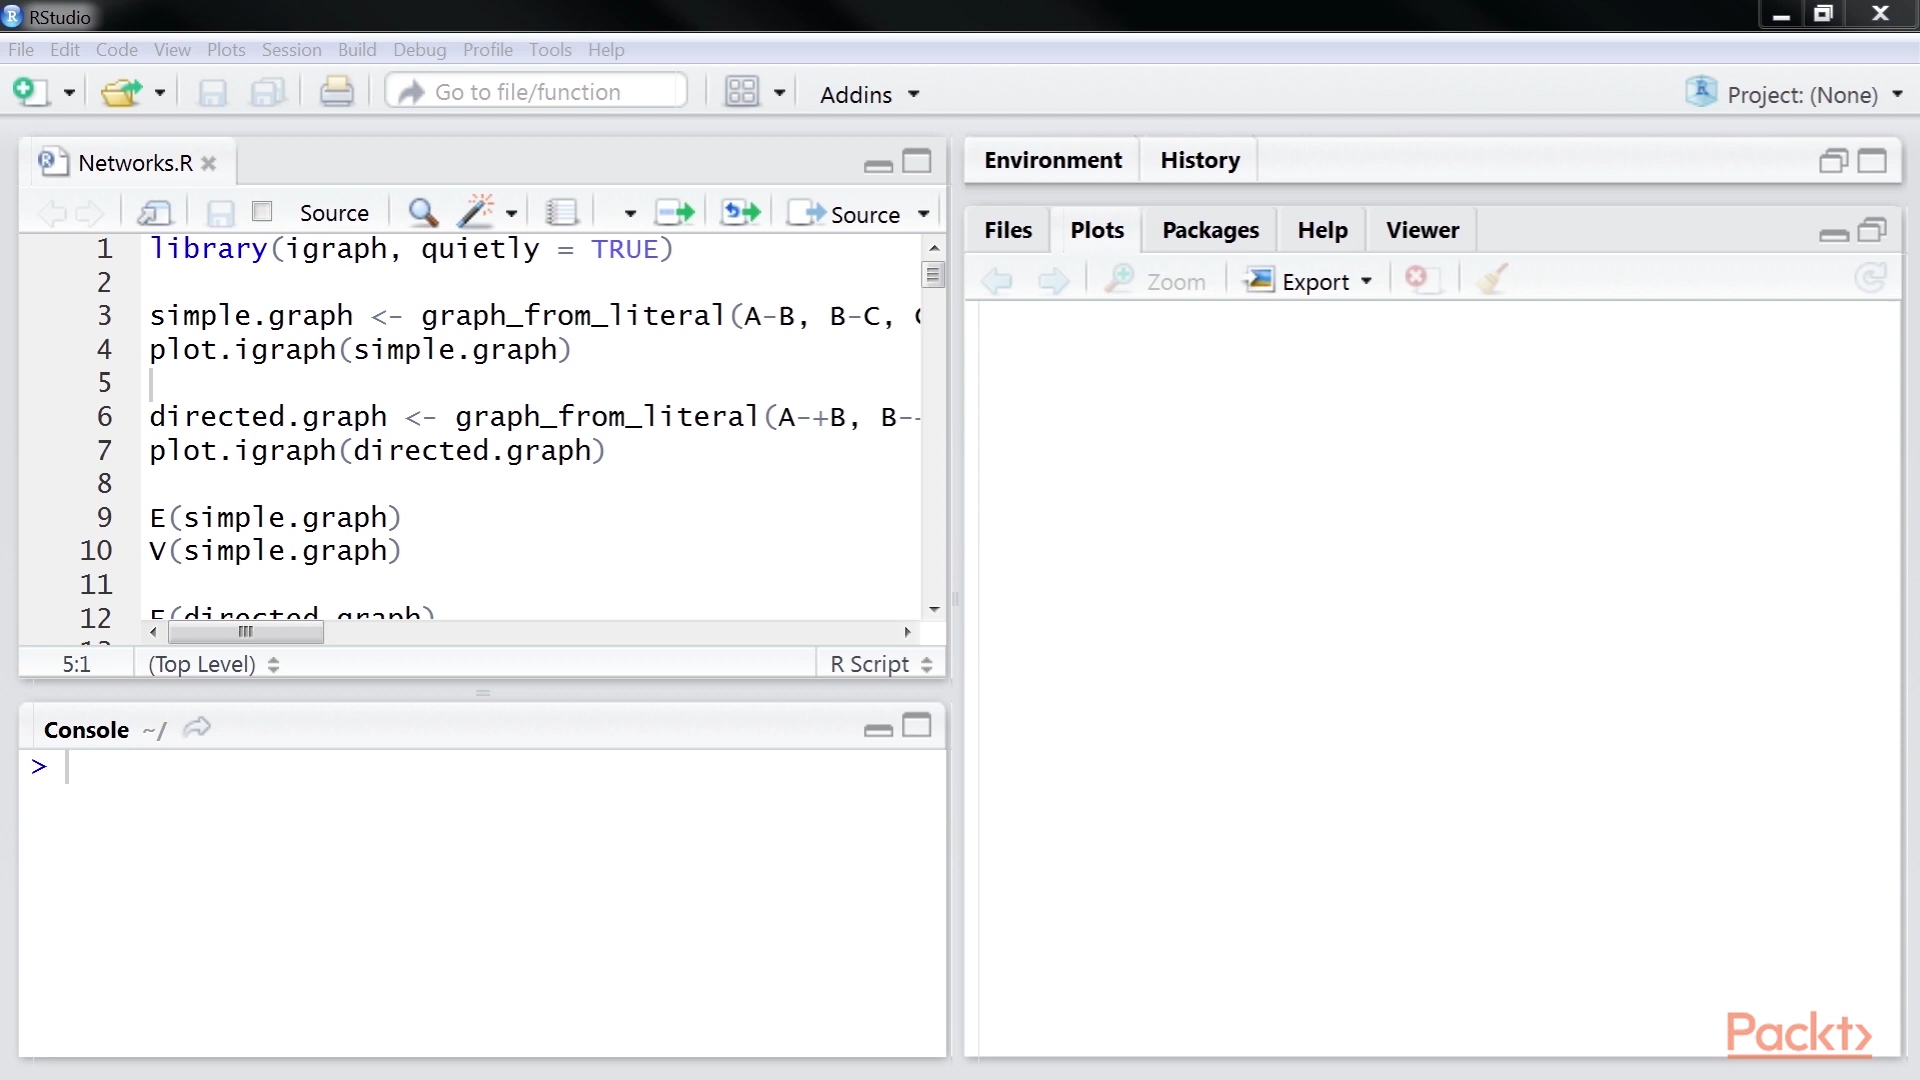 RStudio
File Edit Code View Plots Session Build Debug Profile Tools Help
Go to file/function
Addins
Project: (None)
Networks.R
Source
Source
1 library(igraph, quietly = TRUE)
2
3 simple.graph <- graph_from_literal(A-B, B-C,
4 plot.igraph(simple.graph)
5
6 directed.graph <- graph_from_literal(A-+B, B--
7 plot.igraph(directed.graph)
8
9 E(simple.graph)
10 V(simple.graph)
11
12 E(directed.graph)
5:1 (Top Level) R Script
Console ~/
>
Environment History
Files Plots Packages Help Viewer
Zoom Export
Packt>